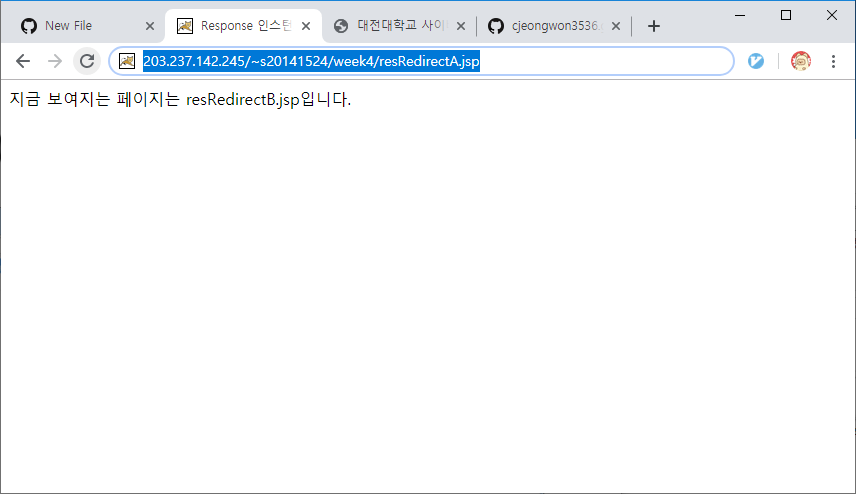 New File
Response 인스턴
대전대학교 사이
cjeongwon3536.
203.237.142.245/~s20141524/week4/resRedirectA.jsp
지금 보여지는 페이지는 resRedirectB.jsp입니다.